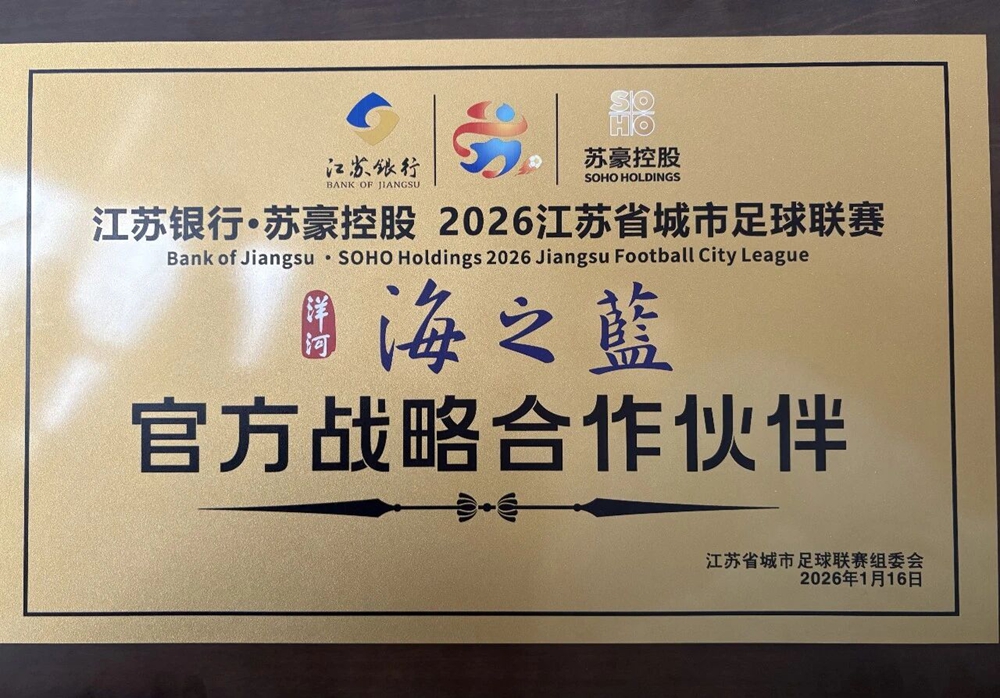 江苏银行
BANK OF JIANGSU
SOHO
苏豪控股
SOHO HOLDINGS
江苏银行·苏豪控股 2026江苏省城市足球联赛
Bank of Jiangsu · SOHO Holdings 2026 Jiangsu Football City League
洋河
海之藍
官方战略合作伙伴
江苏省城市足球联赛组委会
2026年1月16日